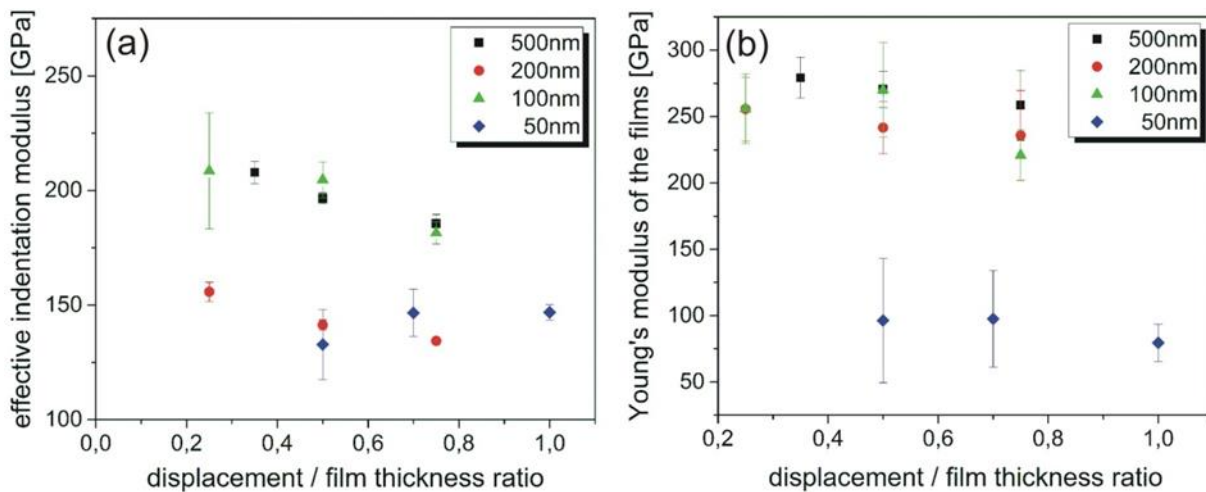 (a)
500nm
200nm
100nm
50nm
effective indentation modulus [GPa]
250
200
150
100
0,0 0,2 0,4 0,6 0,8 1,0
displacement / film thickness ratio
(b)
500nm
200nm
100nm
50nm
Young's modulus of the films [GPa]
300
250
200
150
100
50
0,2 0,4 0,6 0,8 1,0
displacement / film thickness ratio